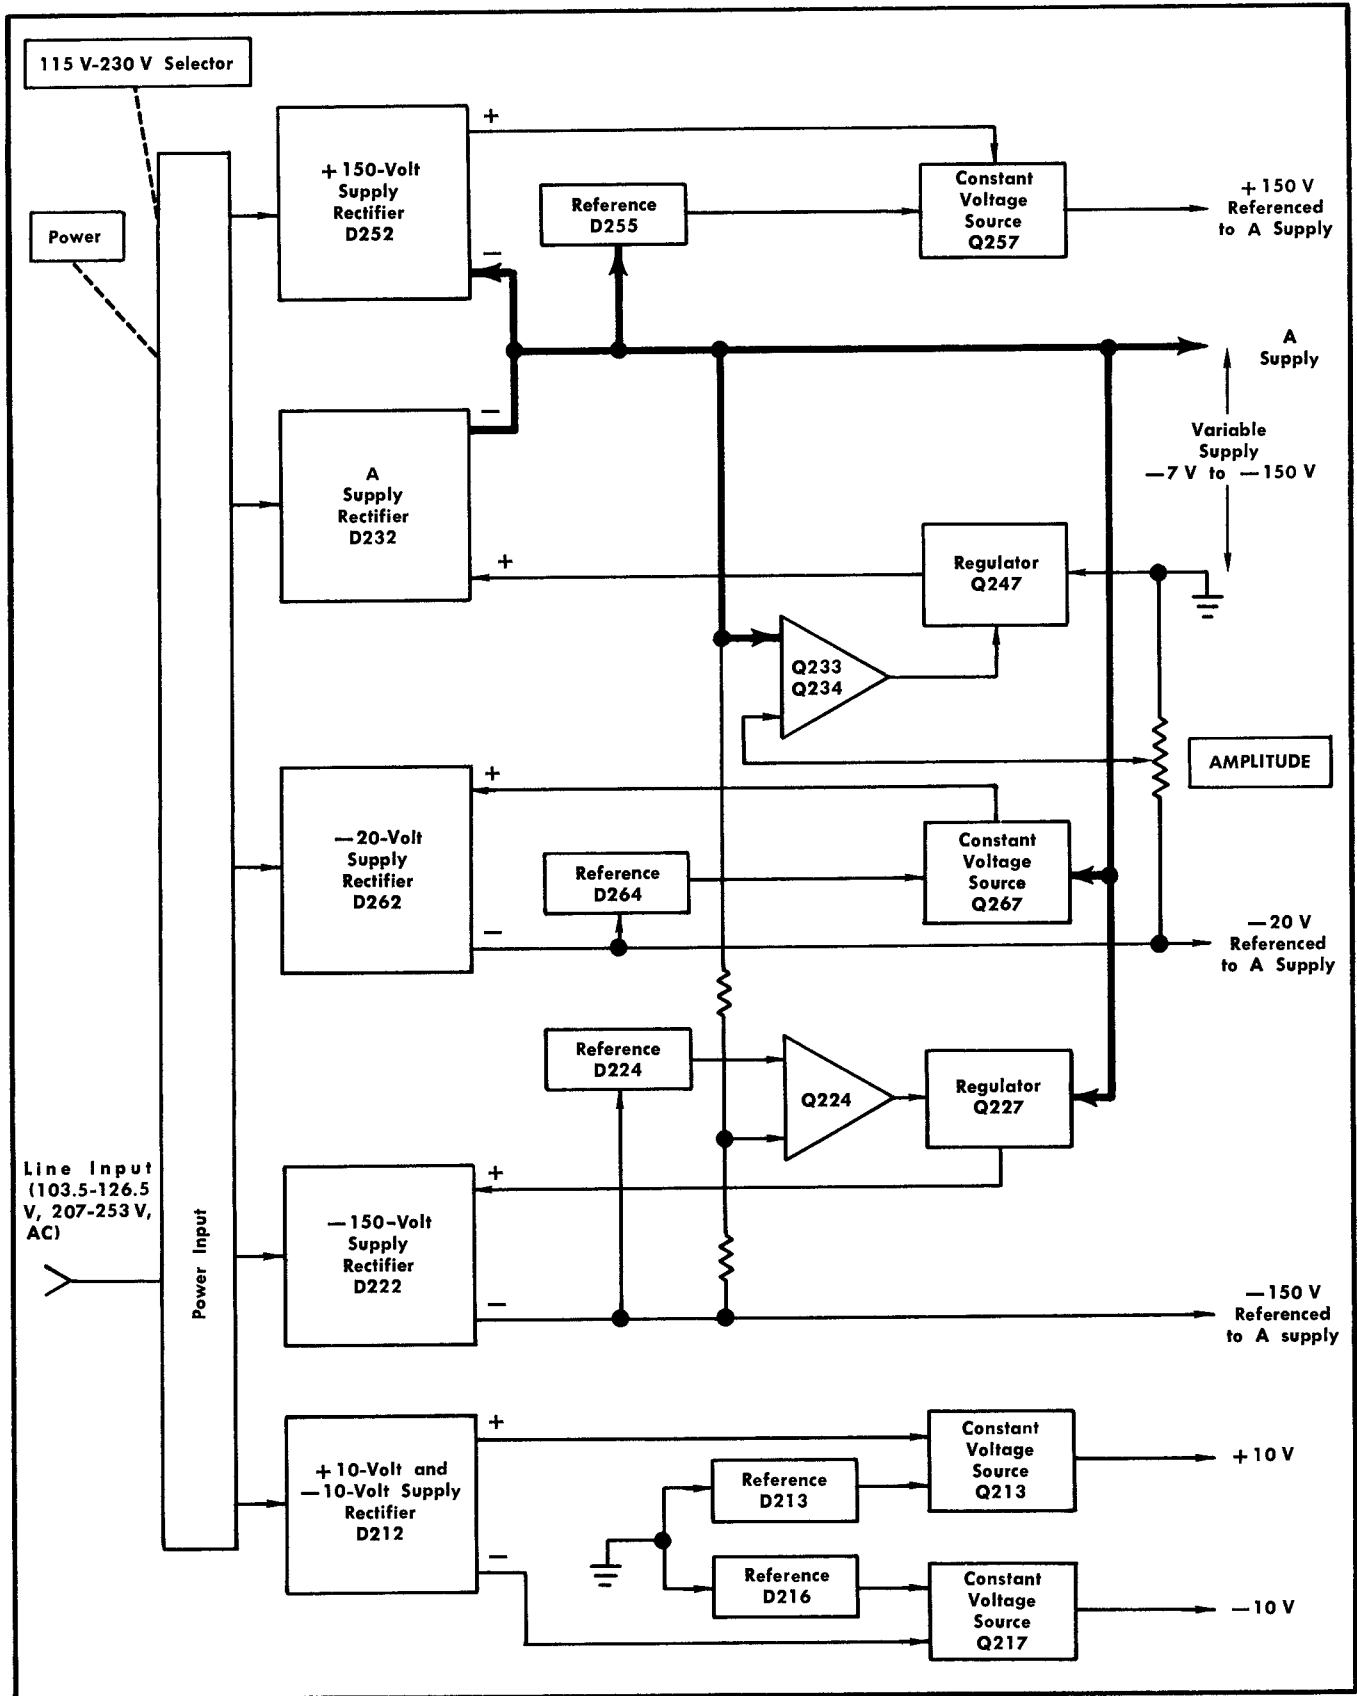 115 V-230 V Selector
Power
+150-Volt
Supply
Rectifier
D252
+
−
Reference
D255
Constant
Voltage
Source
Q257
+150 V
Referenced
to A Supply
A
Supply
Variable
Supply
−7 V to −150 V
A
Supply
Rectifier
D232
−
+
Regulator
Q247
Q233
Q234
AMPLITUDE
−20-Volt
Supply
Rectifier
D262
+
−
Reference
D264
Constant
Voltage
Source
Q267
−20 V
Referenced
to A Supply
Reference
D224
Q224
Regulator
Q227
Line Input
(103.5-126.5
V, 207-253 V,
AC)
Power Input
−150-Volt
Supply
Rectifier
D222
+
−
−150 V
Referenced
to A supply
+10-Volt and
−10-Volt Supply
Rectifier
D212
+
−
Reference
D213
Constant
Voltage
Source
Q213
+10 V
Reference
D216
Constant
Voltage
Source
Q217
−10 V